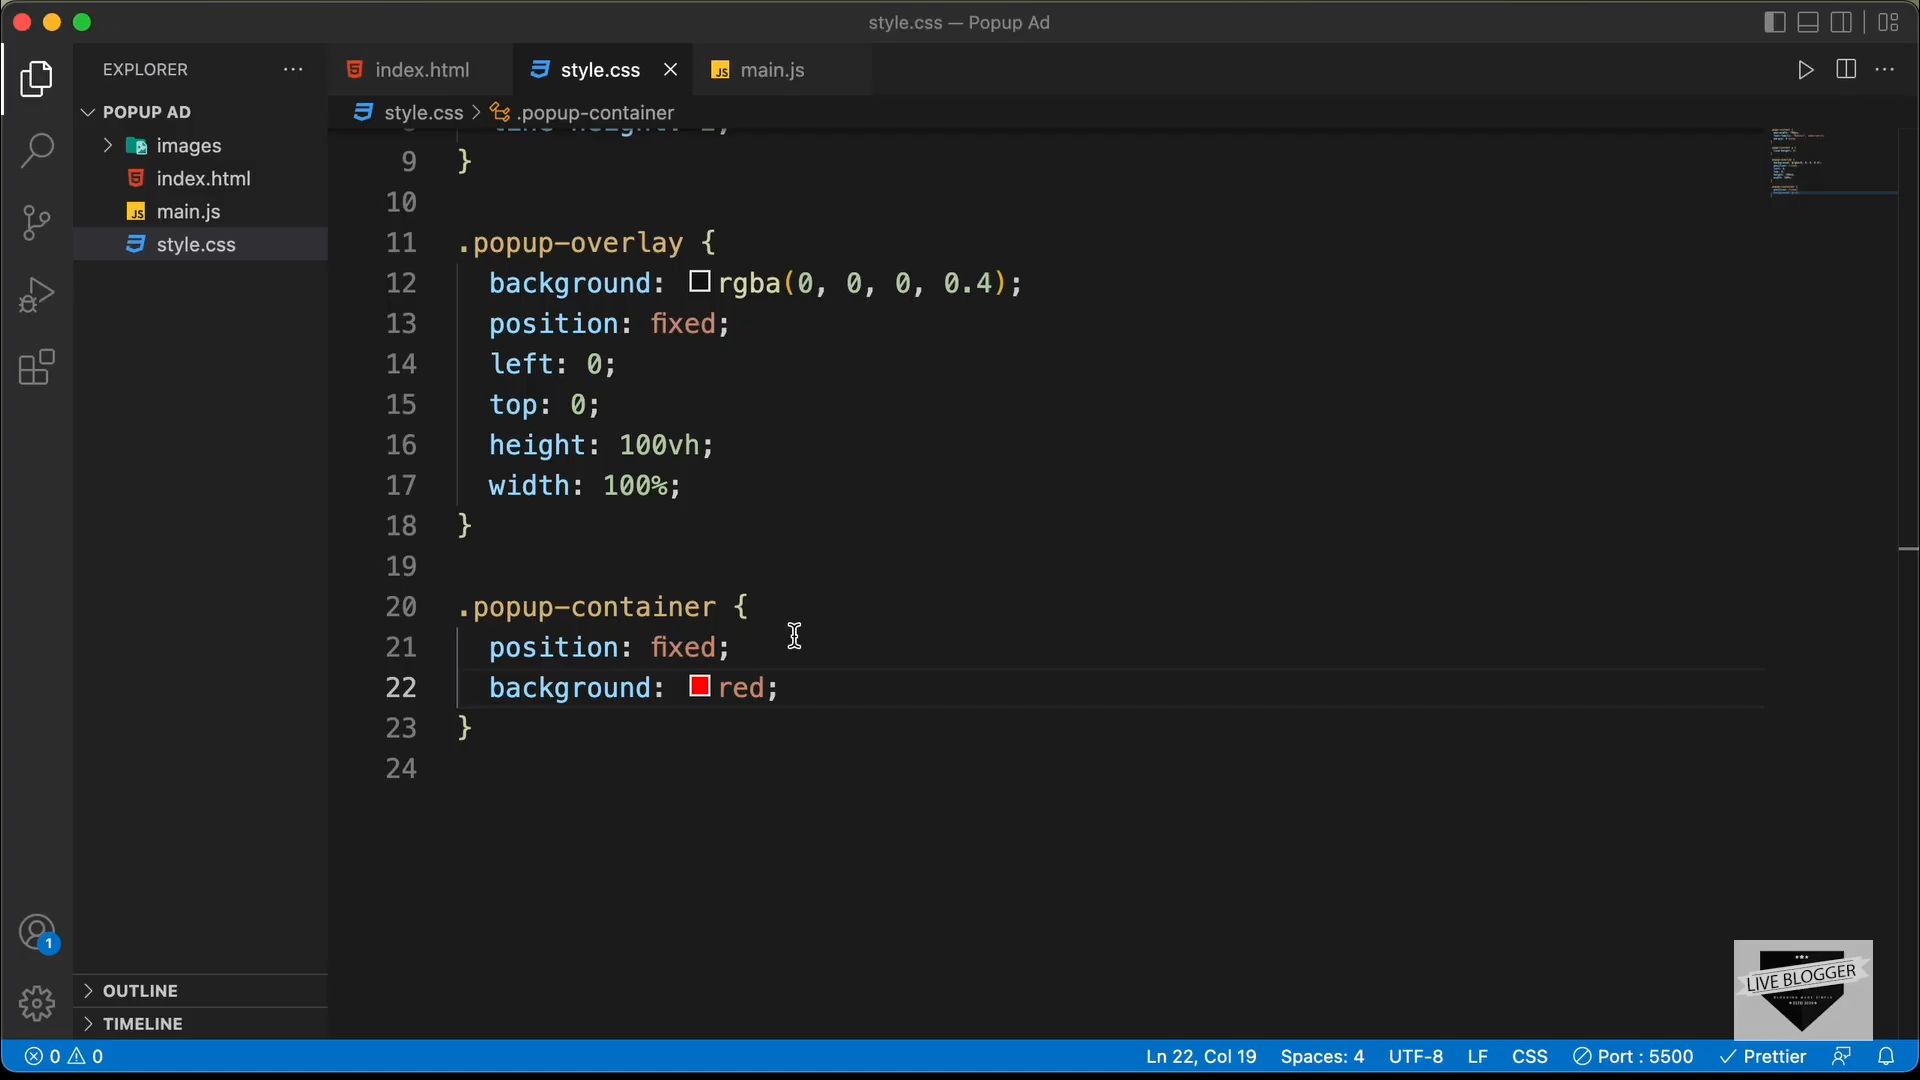 style.css — Popup Ad
EXPLORER
index.html
style.css
main.js
POPUP AD
style.css > .popup-container
images
index.html
main.js
style.css
9 }
10
11 .popup-overlay {
12 background: rgba(0, 0, 0, 0.4);
13 position: fixed;
14 left: 0;
15 top: 0;
16 height: 100vh;
17 width: 100%;
18 }
19
20 .popup-container {
21 position: fixed;
22 background: red;
23 }
24
1
OUTLINE
TIMELINE
LIVE BLOGGER
0 0
Ln 22, Col 19
Spaces: 4
UTF-8
LF
CSS
Port : 5500
Prettier